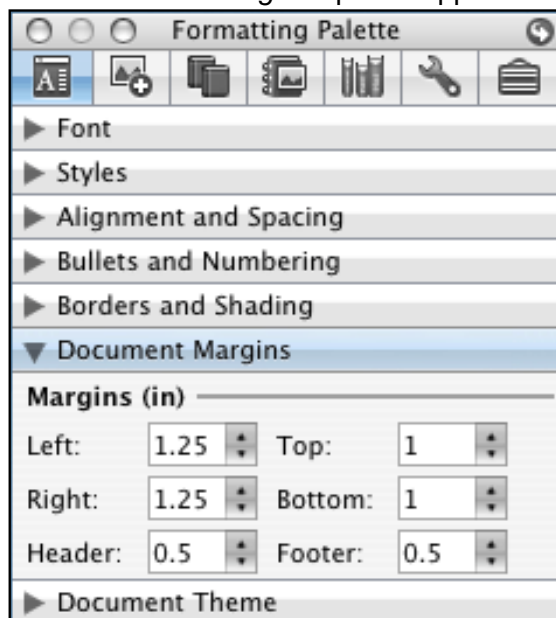 Formatting Palette
Font
Styles
Alignment and Spacing
Bullets and Numbering
Borders and Shading
Document Margins
Margins (in)
Left: 1.25 Top: 1
Right: 1.25 Bottom: 1
Header: 0.5 Footer: 0.5
Document Theme